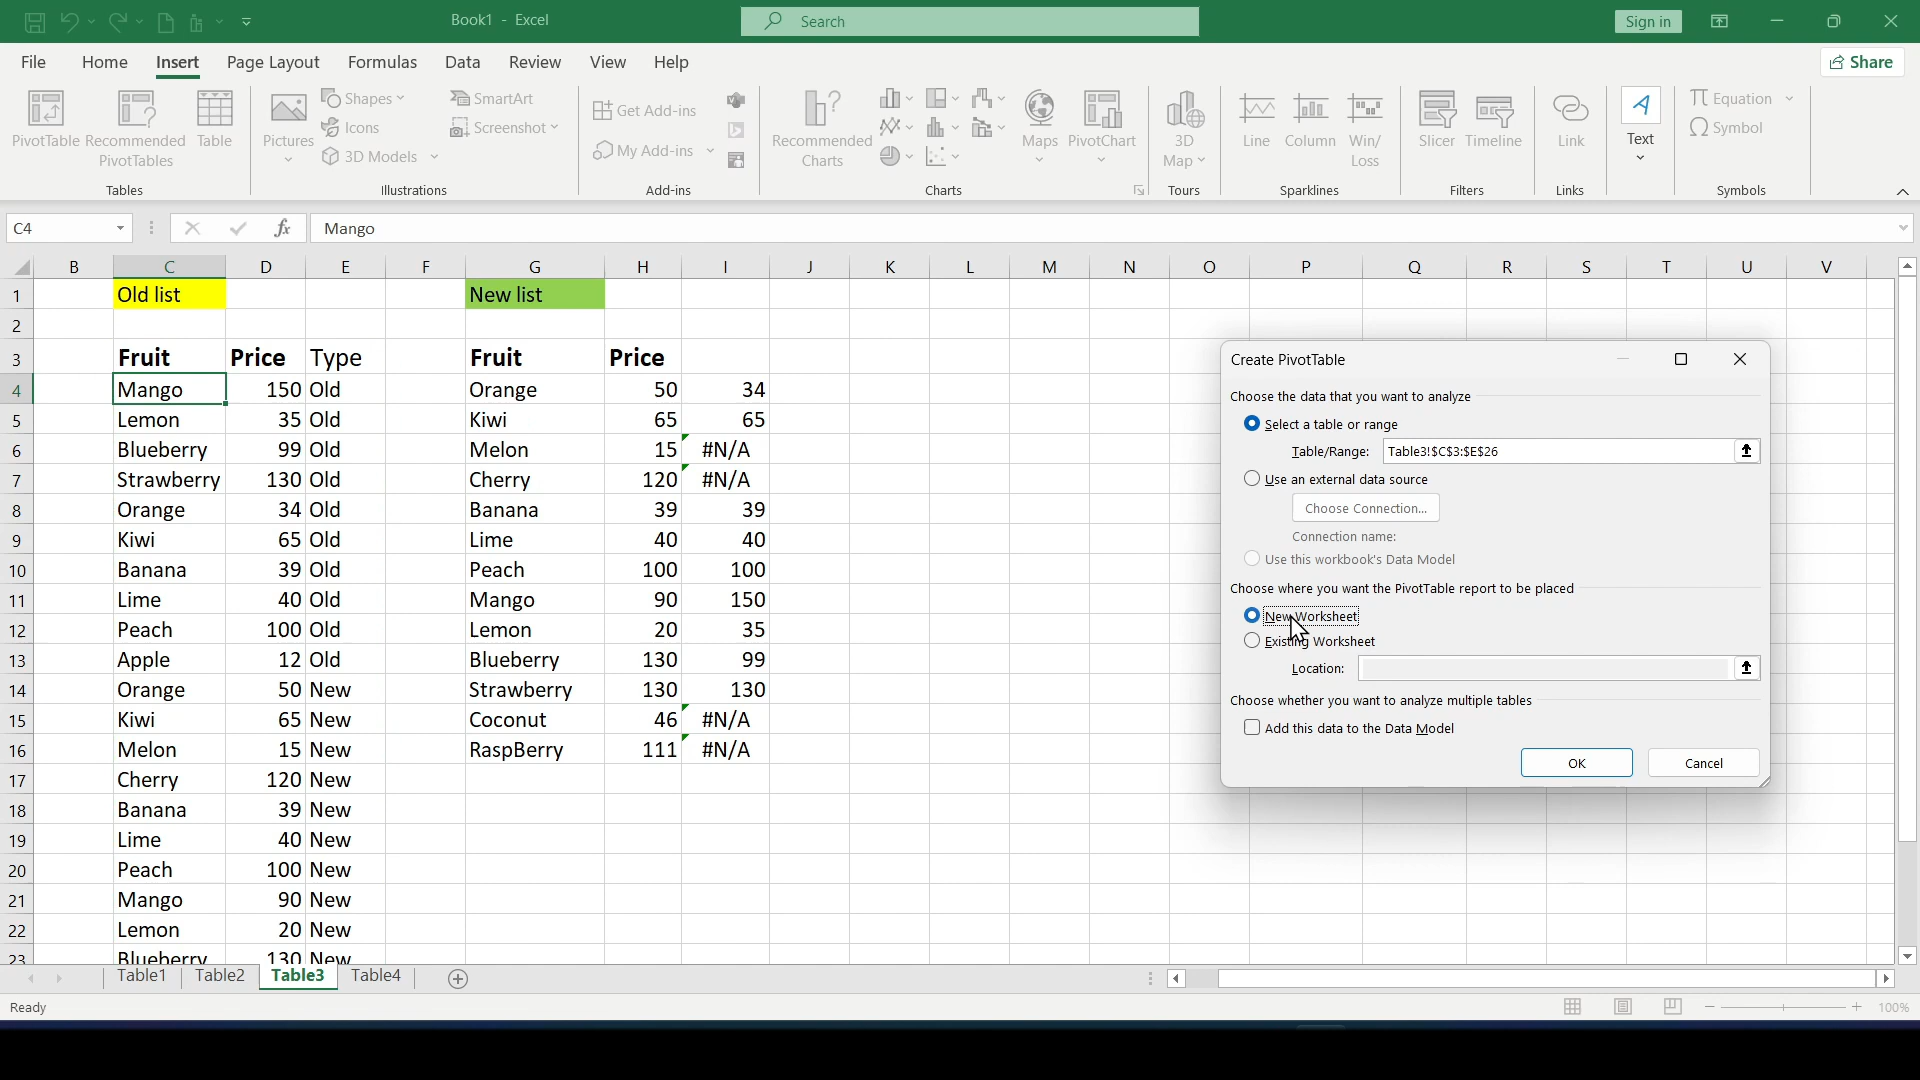 Book1 - Excel
Search
Sign in
File Home Insert Page Layout Formulas Data Review View Help
Share
PivotTable
Recommended PivotTables
Table
Tables
Pictures
Shapes
Icons
3D Models
SmartArt
Screenshot
Illustrations
Get Add-ins
My Add-ins
Add-ins
Recommended Charts
Maps
PivotChart
Charts
3D Map
Tours
Line
Column
Win/ Loss
Sparklines
Slicer
Timeline
Filters
Link
Links
Text
Equation
Symbol
Symbols
C4
fx
Mango
B C D E F G H I J K L M N O P Q R S T U V
1 Old list New list
2
3 Fruit Price Type Fruit Price
4 Mango 150 Old Orange 50 34
5 Lemon 35 Old Kiwi 65 65
6 Blueberry 99 Old Melon 15 #N/A
7 Strawberry 130 Old Cherry 120 #N/A
8 Orange 34 Old Banana 39 39
9 Kiwi 65 Old Lime 40 40
10 Banana 39 Old Peach 100 100
11 Lime 40 Old Mango 90 150
12 Peach 100 Old Lemon 20 35
13 Apple 12 Old Blueberry 130 99
14 Orange 50 New Strawberry 130 130
15 Kiwi 65 New Coconut 46 #N/A
16 Melon 15 New RaspBerry 111 #N/A
17 Cherry 120 New
18 Banana 39 New
19 Lime 40 New
20 Peach 100 New
21 Mango 90 New
22 Lemon 20 New
23 Blueberry 130 New
Create PivotTable
Choose the data that you want to analyze
Select a table or range
Table/Range: Table3!$C$3:$E$26
Use an external data source
Choose Connection...
Connection name:
Use this workbook's Data Model
Choose where you want the PivotTable report to be placed
New Worksheet
Existing Worksheet
Location:
Choose whether you want to analyze multiple tables
Add this data to the Data Model
OK
Cancel
Table1 Table2 Table3 Table4
Ready
100%